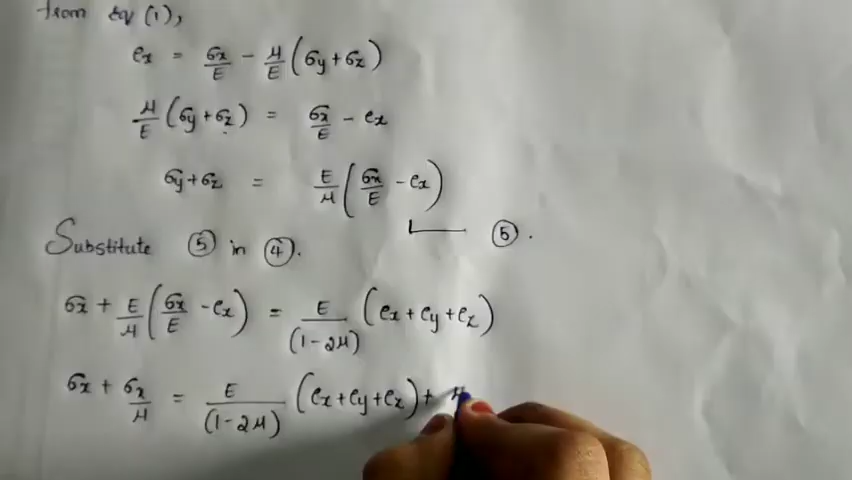 from eq (1),
ex = σx/E - μ/E (σy + σz)
μ/E (σy + σz) = σx/E - ex
σy + σz = E/μ (σx/E - ex)
⑤.
Substitute ⑤ in ④.
σx + E/μ (σx/E - ex) = E/(1-2μ) (ex + ey + ez)
σx + σx/μ = E/(1-2μ) (ex + ey + ez) +